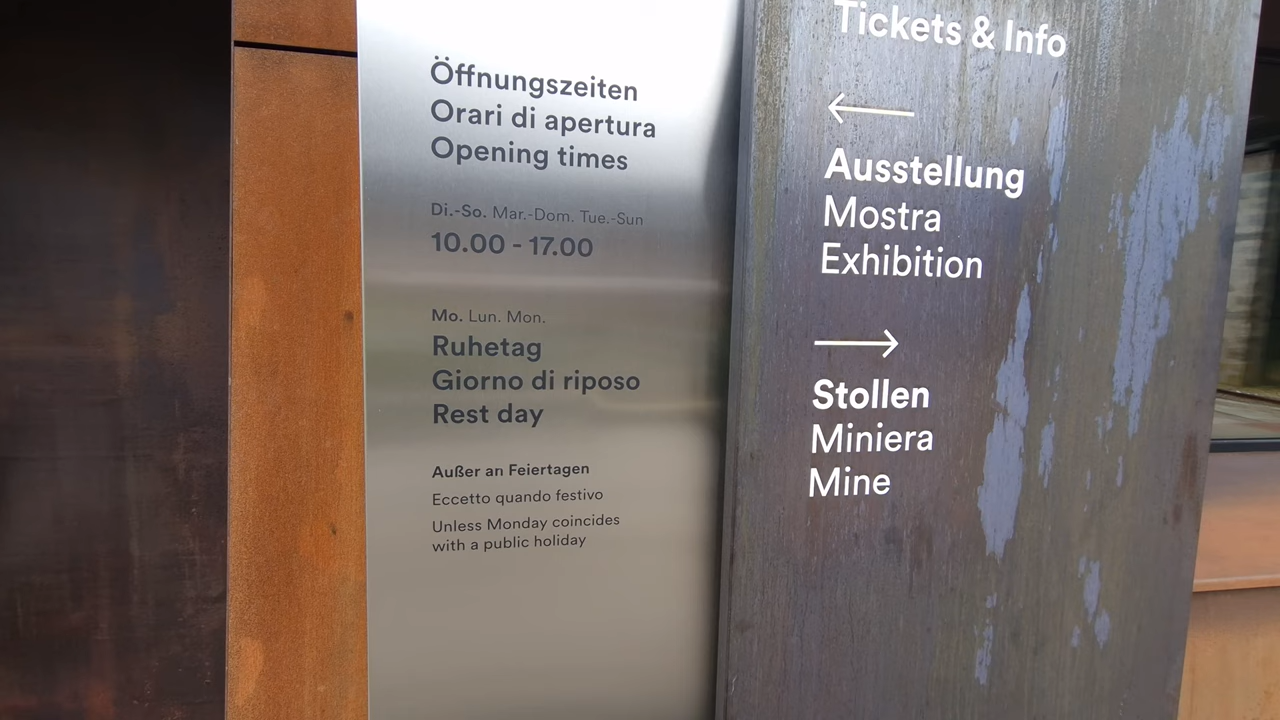 Öffnungszeiten
Orari di apertura
Opening times
Di.-So. Mar.-Dom. Tue.-Sun
10.00 - 17.00
Mo. Lun. Mon.
Ruhetag
Giorno di riposo
Rest day
Außer an Feiertagen
Eccetto quando festivo
Unless Monday coincides
with a public holiday
Tickets & Info
←
Ausstellung
Mostra
Exhibition
→
Stollen
Miniera
Mine